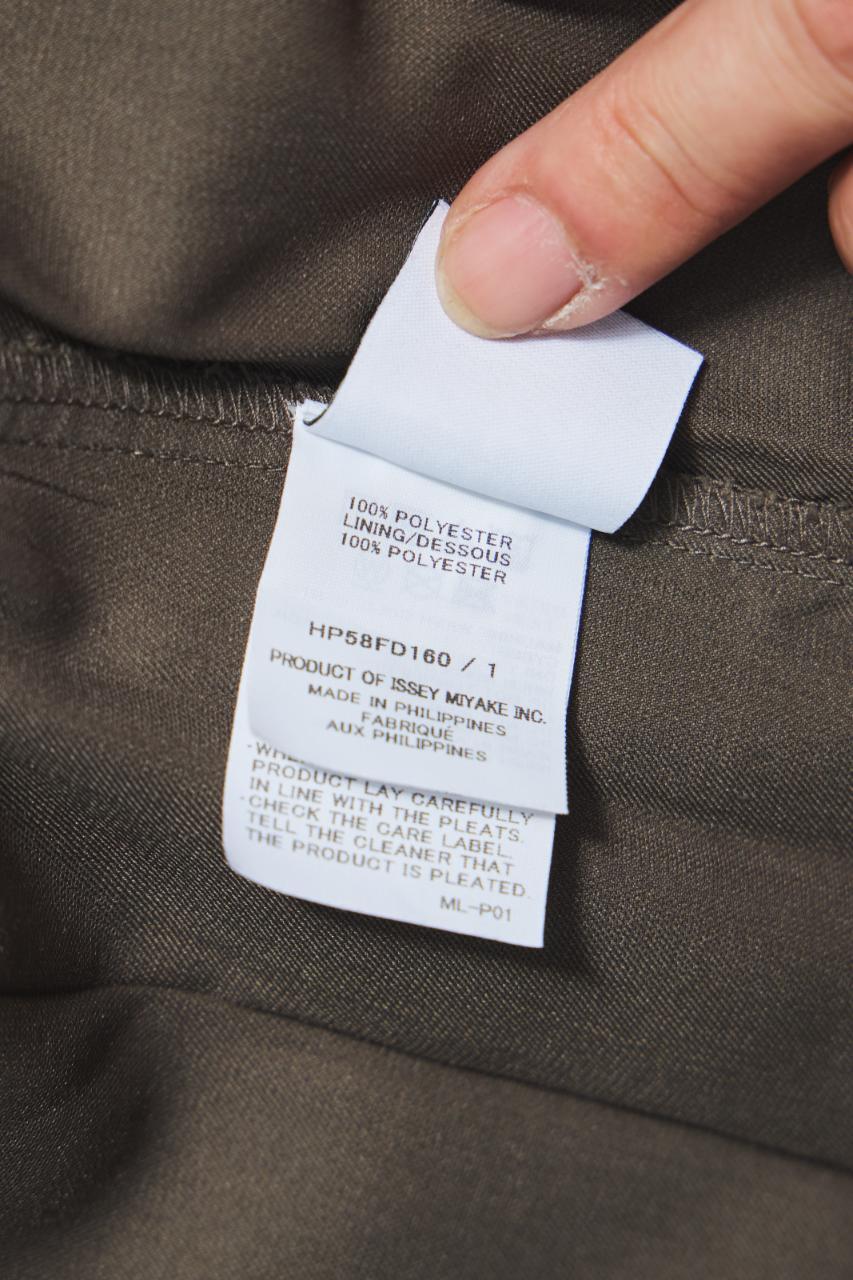 100% POLYESTER
LINING/DESSOUS
100% POLYESTER
HP58FD160 / 1
PRODUCT OF ISSEY MIYAKE INC.
MADE IN PHILIPPINES
FABRIQUÉ
AUX PHILIPPINES
PRODUCT LAY CAREFULLY
IN LINE WITH THE PLEATS.
·CHECK THE CARE LABEL.
TELL THE CLEANER THAT
THE PRODUCT IS PLEATED.
ML-P01